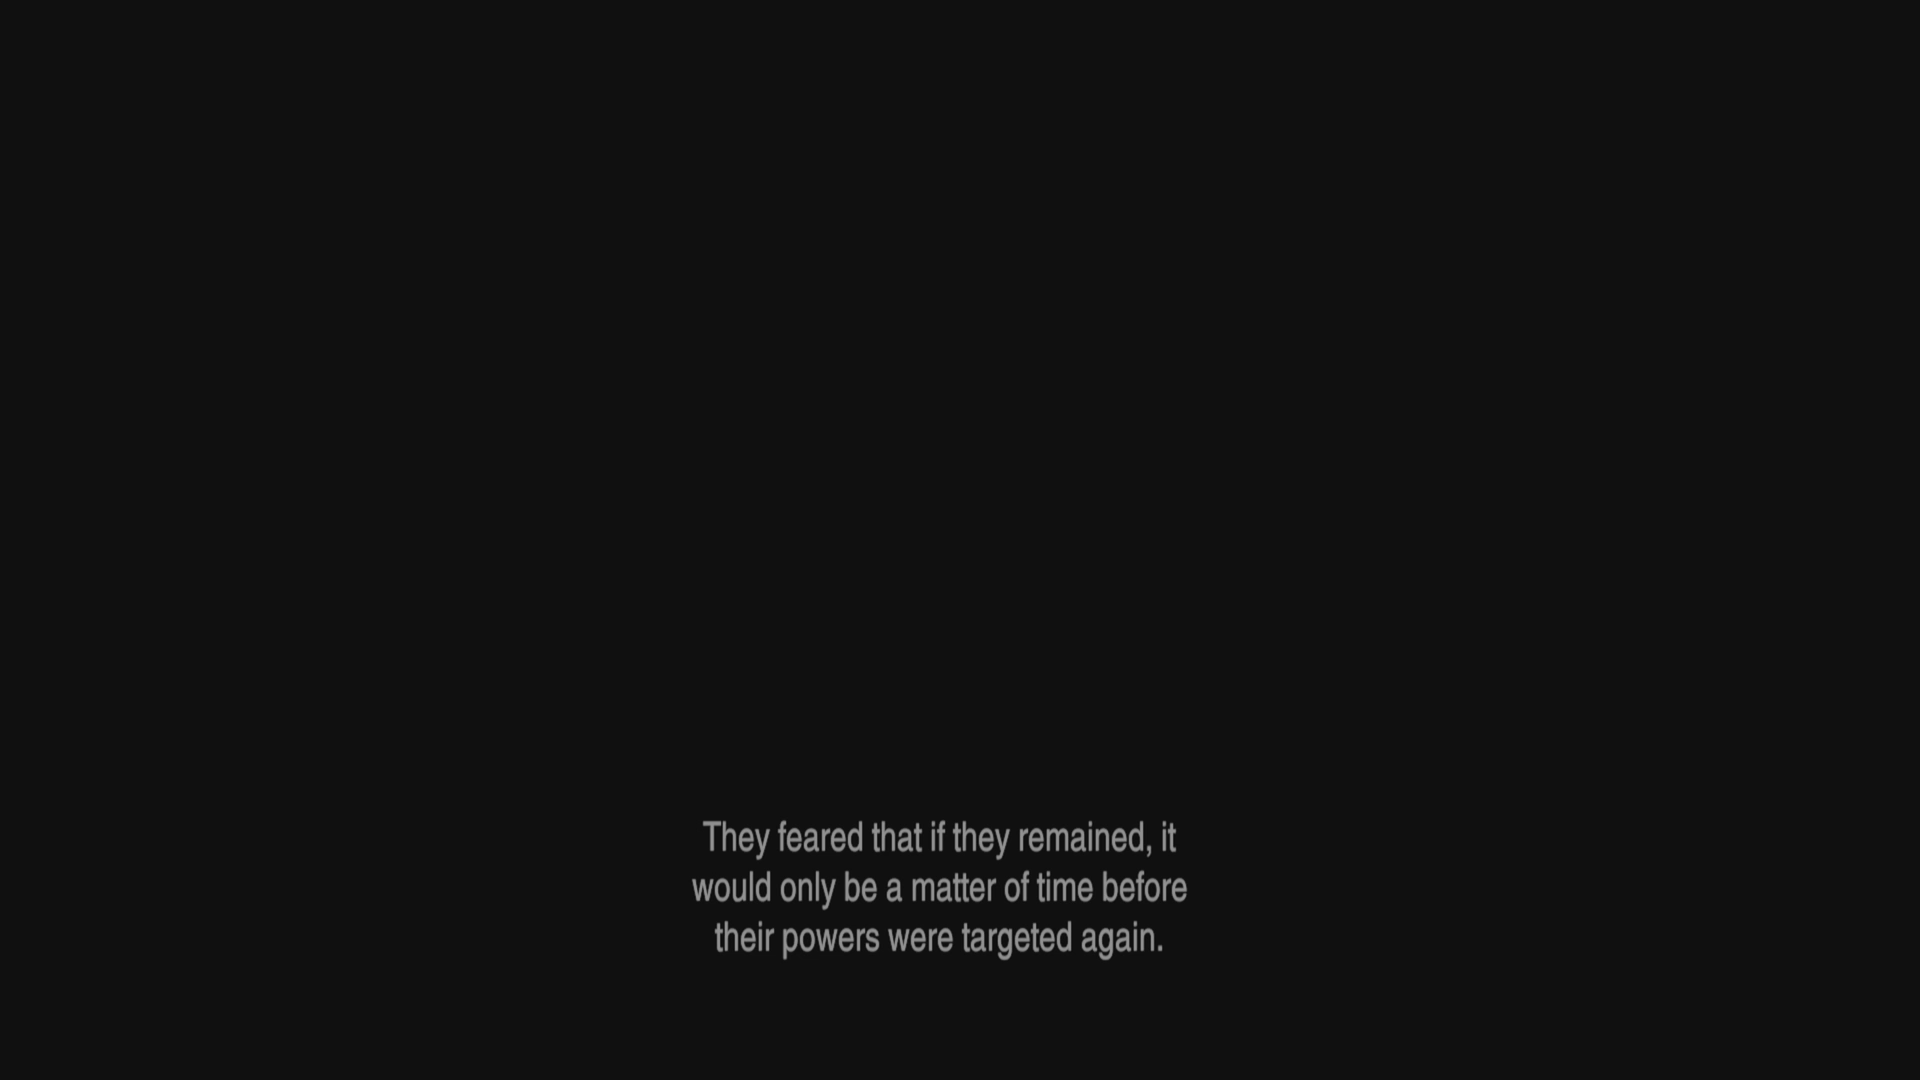 They feared that if they remained, it
would only be a matter of time before
their powers were targeted again.